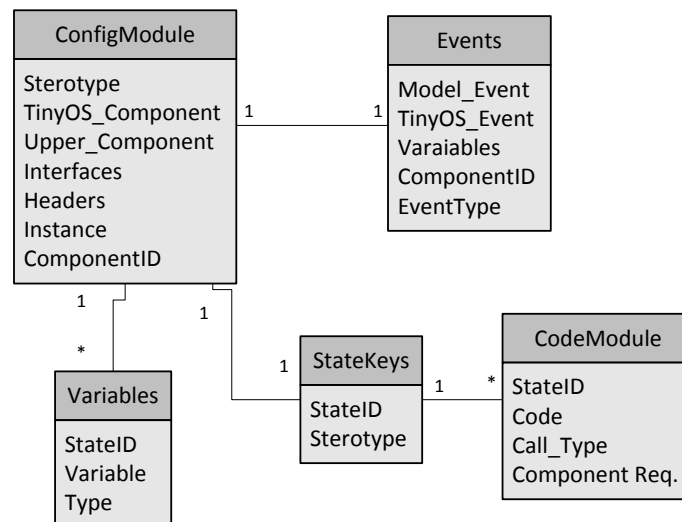 ConfigModule
Sterotype
TinyOS_Component
Upper_Component
Interfaces
Headers
Instance
ComponentID
Events
Model_Event
TinyOS_Event
Varaiables
ComponentID
EventType
1
1
1
*
1
1
Variables
StateID
Variable
Type
StateKeys
StateID
Sterotype
1
*
CodeModule
StateID
Code
Call_Type
Component Req.